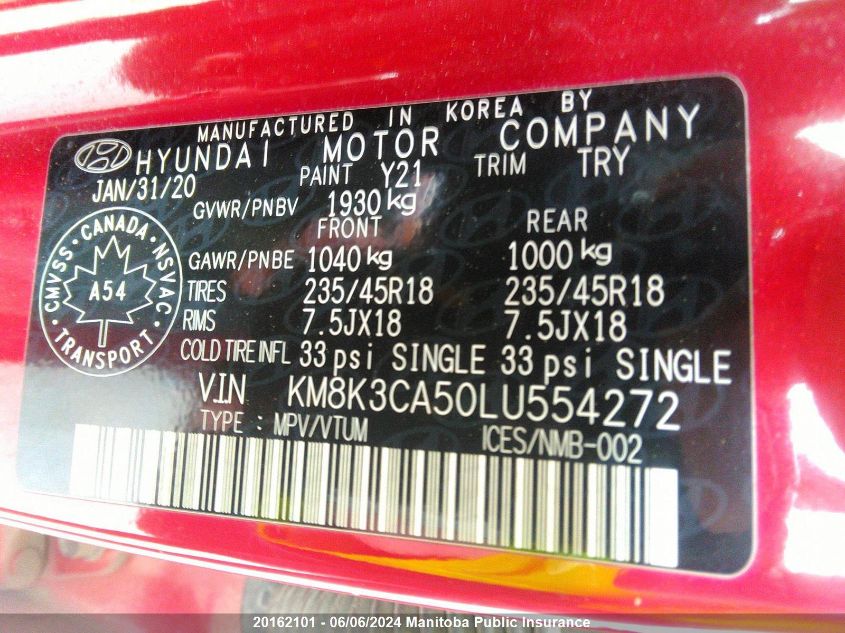 MANUFACTURED IN KOREA BY
HYUNDAI MOTOR COMPANY
JAN/31/20 PAINT Y21 TRIM TRY
GVWR/PNBV 1930 kg
FRONT REAR
GAWR/PNBE 1040 kg 1000 kg
TIRES 235/45R18 235/45R18
RIMS 7.5JX18 7.5JX18
COLD TIRE INFL 33 psi SINGLE 33 psi SINGLE
V.I.N KM8K3CA50LU554272
TYPE : MPV/VTUM ICES/NMB-002
CMVSS • CANADA • NSVAC • TRANSPORT •
A54
20162101 - 06/06/2024 Manitoba Public Insurance